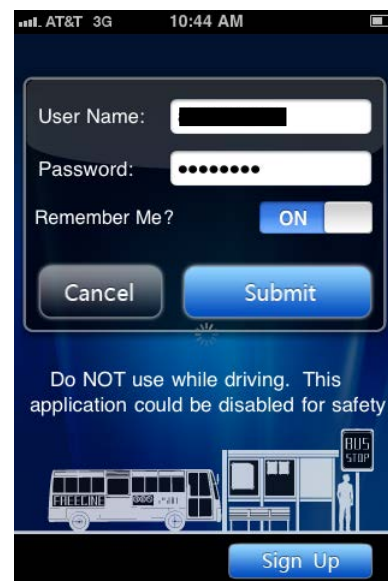 AT&T 3G 10:44 AM
User Name:
Password:
Remember Me?
ON
Cancel Submit
Do NOT use while driving. This
application could be disabled for safety
BUS
STOP
FREELINE
Sign Up